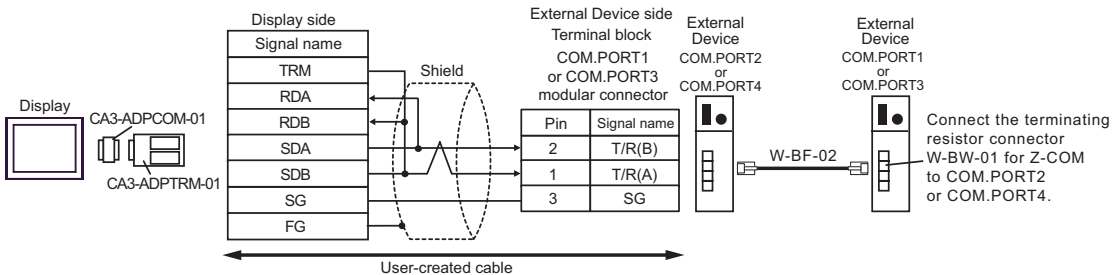 Display
CA3-ADPCOM-01
CA3-ADPTRM-01
Display side
Signal name
TRM
RDA
RDB
SDA
SDB
SG
FG
Shield
User-created cable
External Device side
Terminal block
COM.PORT1
or COM.PORT3
modular connector
Pin Signal name
2 T/R(B)
1 T/R(A)
3 SG
External
Device
COM.PORT2
or
COM.PORT4
W-BF-02
External
Device
COM.PORT1
or
COM.PORT3
Connect the terminating
resistor connector
W-BW-01 for Z-COM
to COM.PORT2
or COM.PORT4.